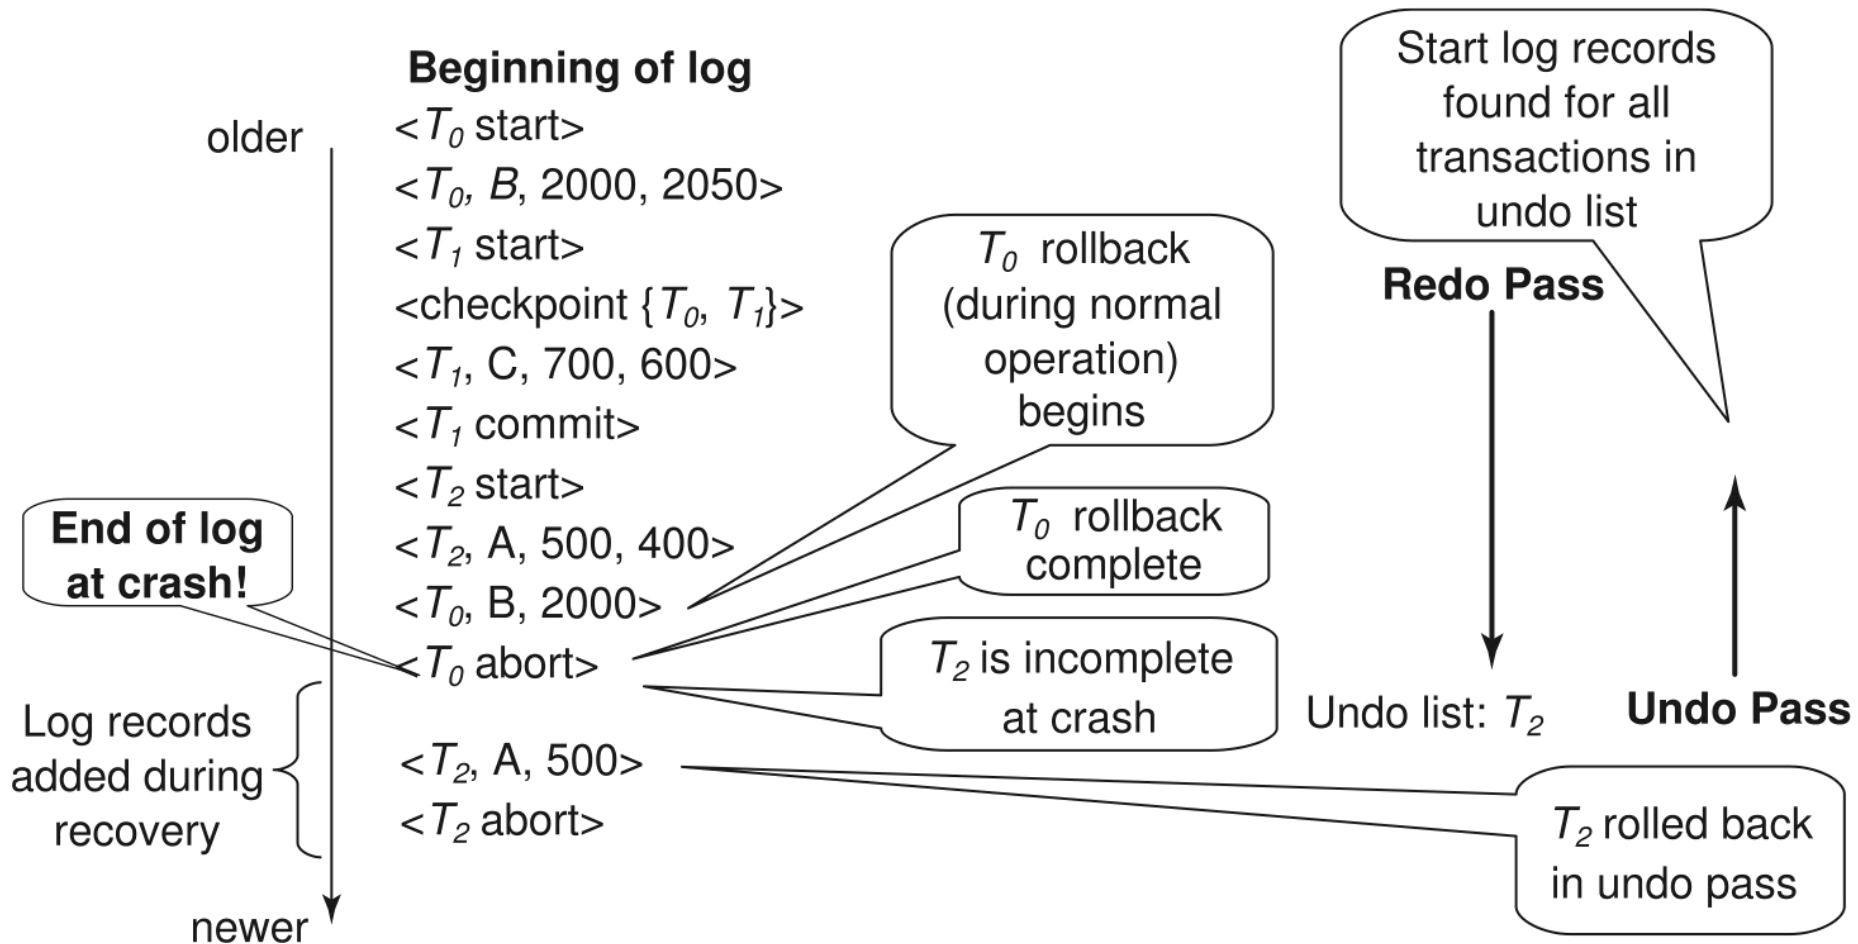 Beginning of log
older
<T0 start>
<T0, B, 2000, 2050>
<T1 start>
<checkpoint {T0, T1}>
<T1, C, 700, 600>
<T1 commit>
<T2 start>
<T2, A, 500, 400>
<T0, B, 2000>
<T0 abort>
<T2, A, 500>
<T2 abort>
newer
End of log
at crash!
Log records
added during
recovery
T0 rollback
(during normal
operation)
begins
T0 rollback
complete
T2 is incomplete
at crash
Start log records
found for all
transactions in
undo list
Redo Pass
Undo list: T2
Undo Pass
T2 rolled back
in undo pass